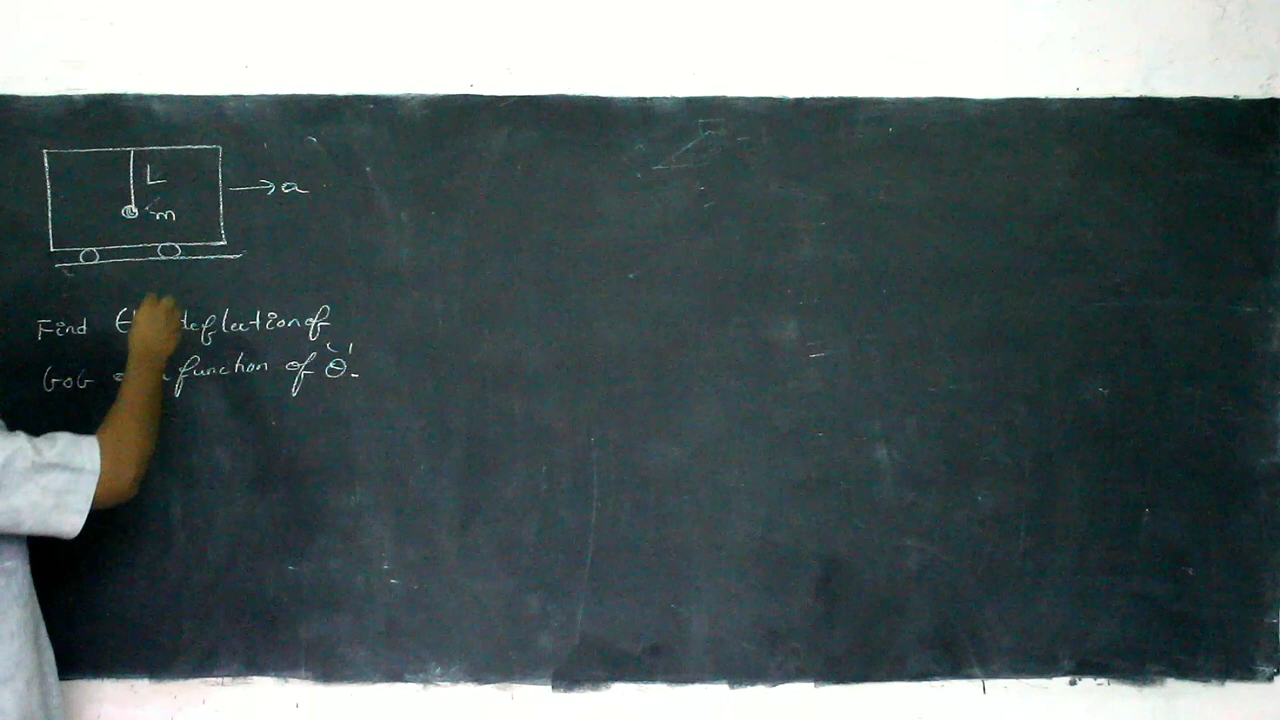 L
m
→ a
Find deflection of
bob function of 'θ'.